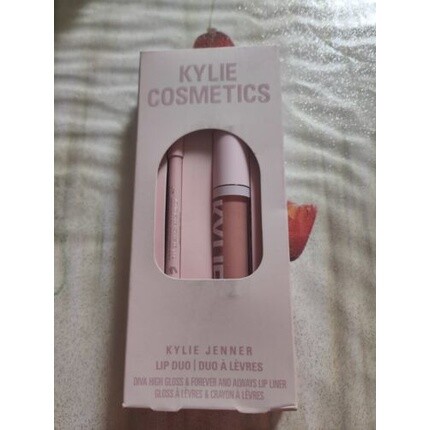 KYLIE
COSMETICS
KYLIE
KYLIE JENNER
LIP DUO | DUO À LÈVRES
DIVA HIGH GLOSS & FOREVER AND ALWAYS LIP LINER
GLOSS À LÈVRES & CRAYON À LÈVRES